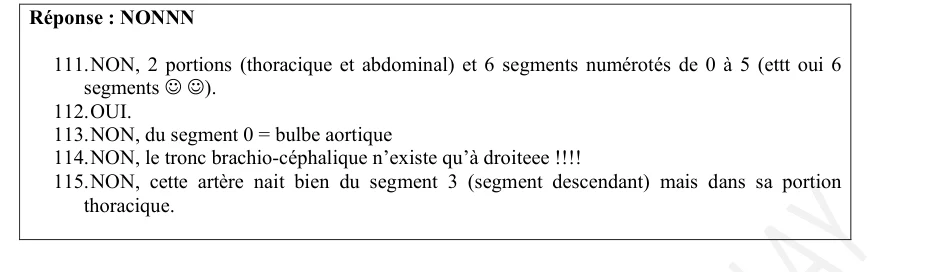 Réponse : NONNN
111.NON, 2 portions (thoracique et abdominal) et 6 segments numérotés de 0 à 5 (ettt oui 6
segments ☺ ☺).
112.OUI.
113.NON, du segment 0 = bulbe aortique
114.NON, le tronc brachio-céphalique n’existe qu’à droiteee !!!!
115.NON, cette artère nait bien du segment 3 (segment descendant) mais dans sa portion
thoracique.